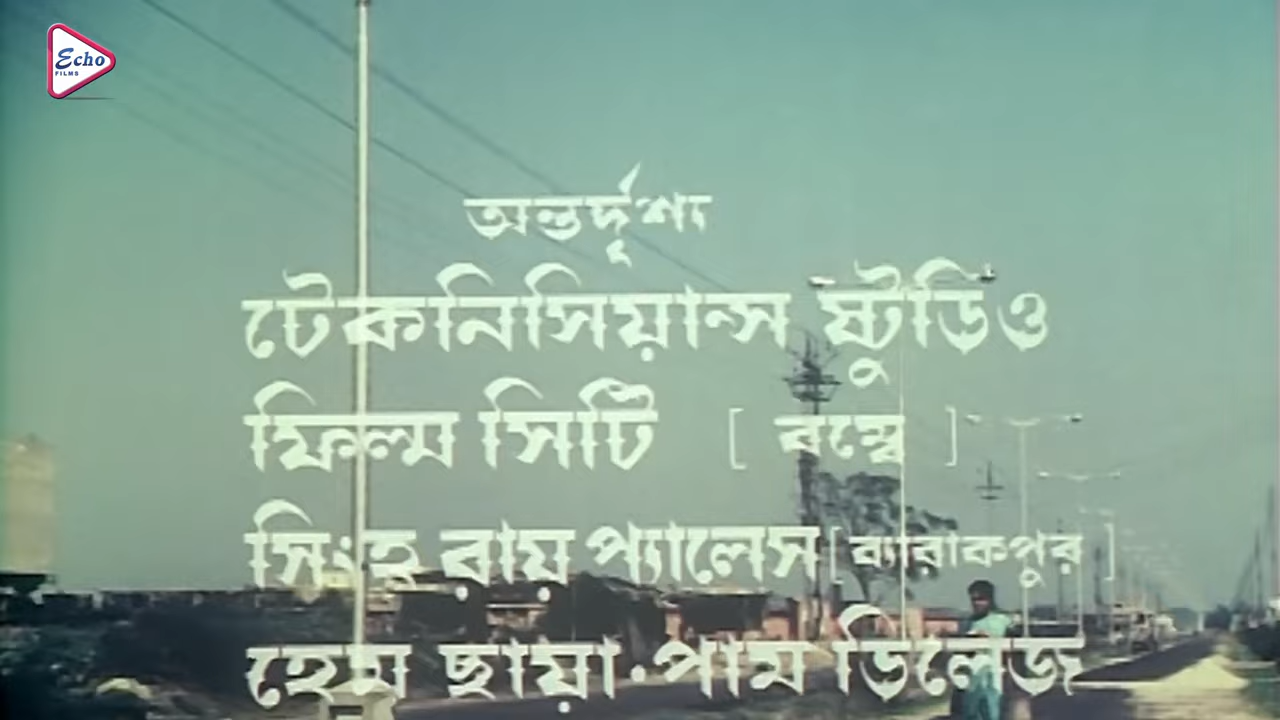 Echo
FILMS
অন্তর্দৃশ্য
টেকনিসিয়ান্স ষ্টুডিও
ফিল্ম সিটি [ বম্বে ]
সিংহ রায় প্যালেস [ ব্যারাকপুর ]
হেম ছায়া · পাম ভিলেজ